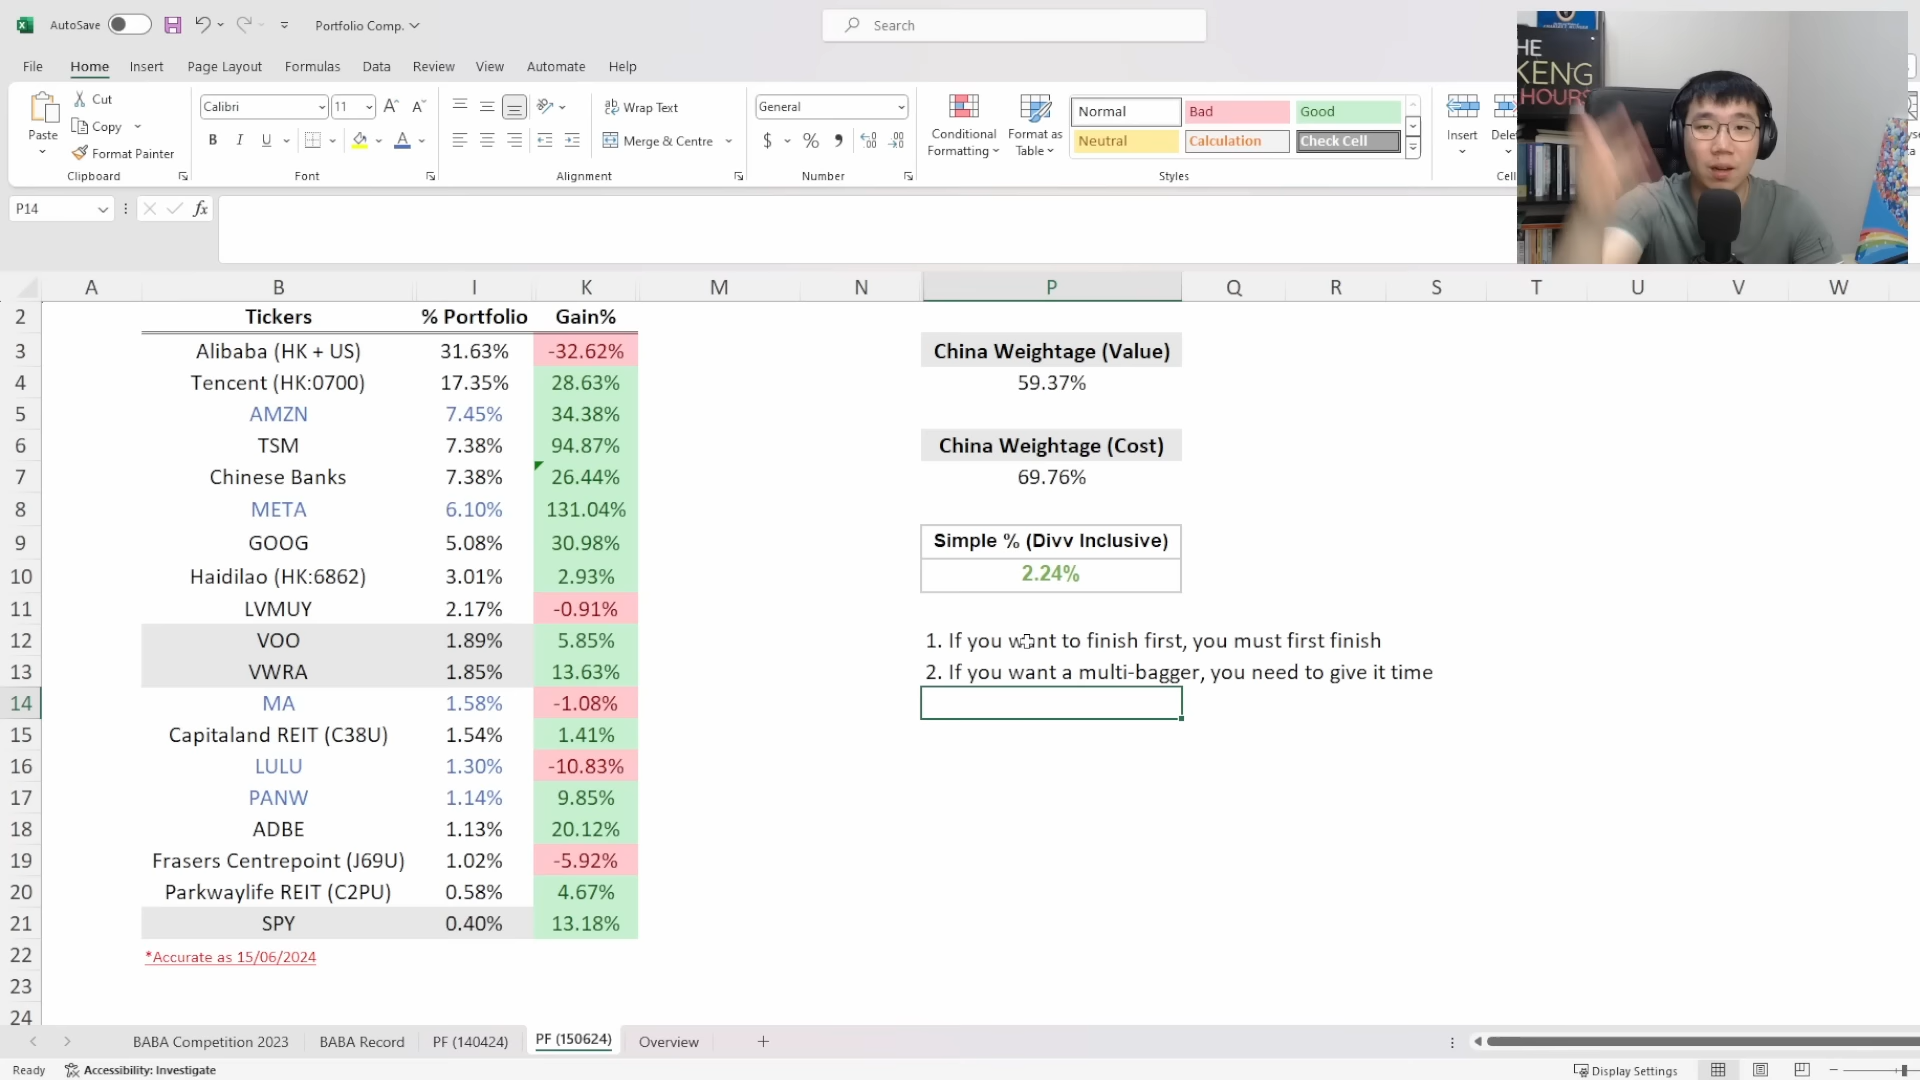 AutoSave
Portfolio Comp.
Search
File Home Insert Page Layout Formulas Data Review View Automate Help
Paste
Cut
Copy
Format Painter
Clipboard
Calibri 11
B I U
Font
Wrap Text
Merge & Centre
Alignment
General
$ %
Number
Conditional Formatting
Format as Table
Normal Bad Good
Neutral Calculation Check Cell
Styles
Insert
HE
KENG
HOURS
P14
fx
A B I K M N P Q R S T U V W
2 Tickers % Portfolio Gain%
3 Alibaba (HK + US) 31.63% -32.62% China Weightage (Value)
4 Tencent (HK:0700) 17.35% 28.63% 59.37%
5 AMZN 7.45% 34.38%
6 TSM 7.38% 94.87% China Weightage (Cost)
7 Chinese Banks 7.38% 26.44% 69.76%
8 META 6.10% 131.04%
9 GOOG 5.08% 30.98% Simple % (Divv Inclusive)
10 Haidilao (HK:6862) 3.01% 2.93% 2.24%
11 LVMUY 2.17% -0.91%
12 VOO 1.89% 5.85% 1. If you want to finish first, you must first finish
13 VWRA 1.85% 13.63% 2. If you want a multi-bagger, you need to give it time
14 MA 1.58% -1.08%
15 Capitaland REIT (C38U) 1.54% 1.41%
16 LULU 1.30% -10.83%
17 PANW 1.14% 9.85%
18 ADBE 1.13% 20.12%
19 Frasers Centrepoint (J69U) 1.02% -5.92%
20 Parkwaylife REIT (C2PU) 0.58% 4.67%
21 SPY 0.40% 13.18%
22 *Accurate as 15/06/2024
23
24
BABA Competition 2023 BABA Record PF (140424) PF (150624) Overview
Ready Accessibility: Investigate Display Settings